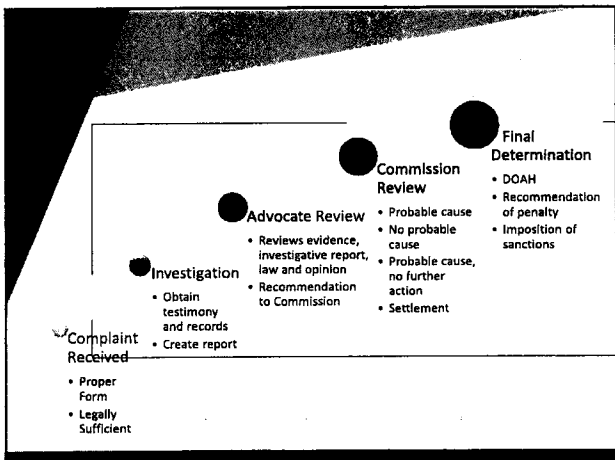 Complaint
Received
• Proper
Form
• Legally
Sufficient
Investigation
• Obtain
testimony
and records
• Create report
Advocate Review
• Reviews evidence,
investigative report,
law and opinion
• Recommendation
to Commission
Commission
Review
• Probable cause
• No probable
cause
• Probable cause,
no further
action
• Settlement
Final
Determination
• DOAH
• Recommendation
of penalty
• Imposition of
sanctions